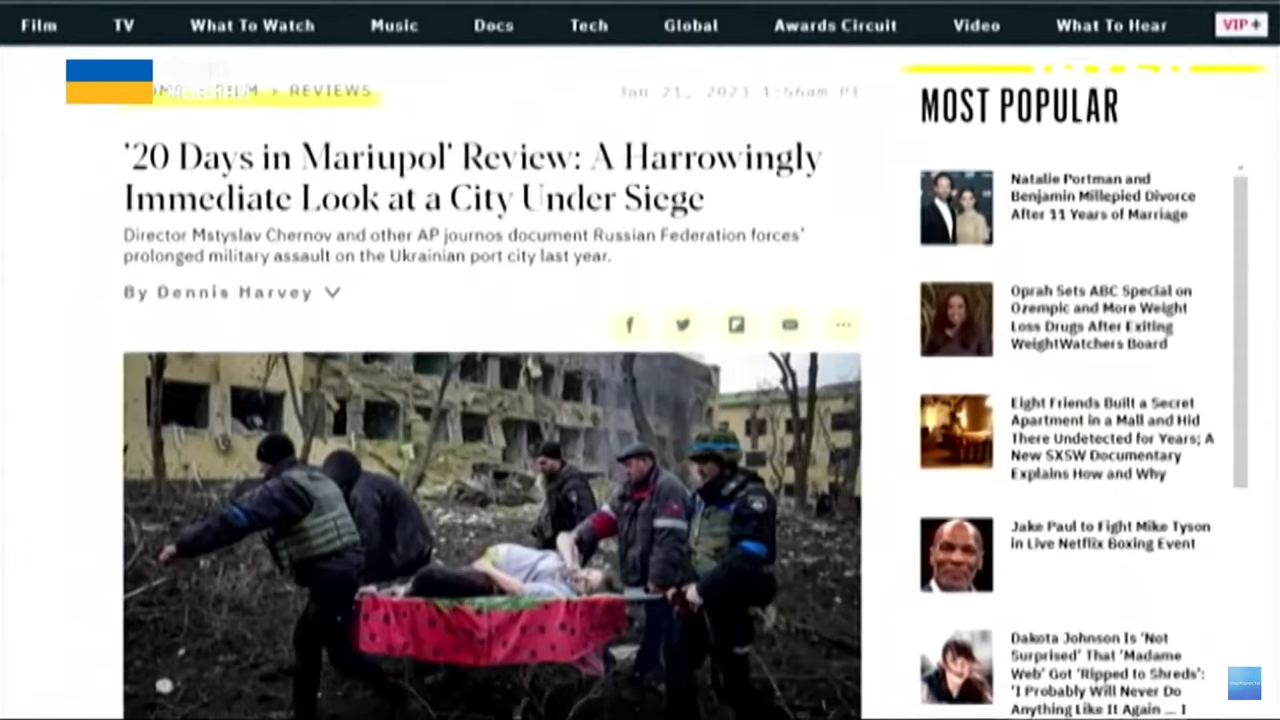 Film TV What To Watch Music Docs Tech Global Awards Circuit Video What To Hear VIP+
> REVIEWS
Jan 21, 2023 1:56am PT
'20 Days in Mariupol' Review: A Harrowingly
Immediate Look at a City Under Siege
Director Mstyslav Chernov and other AP journos document Russian Federation forces'
prolonged military assault on the Ukrainian port city last year.
By Dennis Harvey
MOST POPULAR
Natalie Portman and
Benjamin Millepied Divorce
After 11 Years of Marriage
Oprah Sets ABC Special on
Ozempic and More Weight
Loss Drugs After Exiting
WeightWatchers Board
Eight Friends Built a Secret
Apartment in a Mall and Hid
There Undetected for Years; A
New SXSW Documentary
Explains How and Why
Jake Paul to Fight Mike Tyson
in Live Netflix Boxing Event
Dakota Johnson Is 'Not
Surprised' That 'Madame
Web' Got 'Ripped to Shreds':
'I Probably Will Never Do
Anything Like It Again ... I